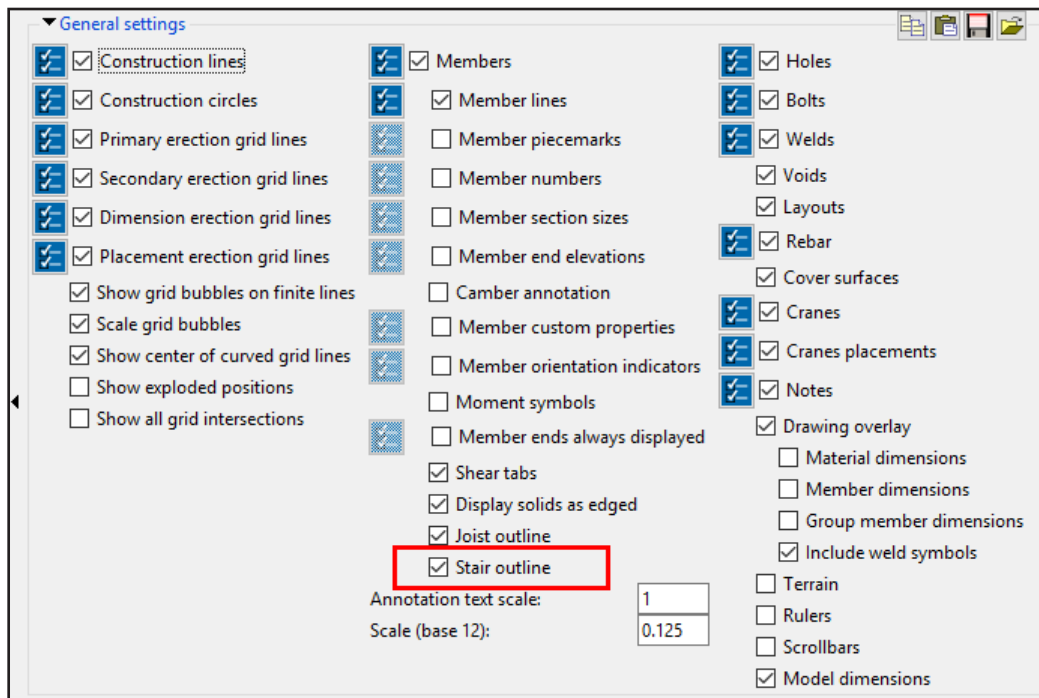 General settings
Construction lines
Construction circles
Primary erection grid lines
Secondary erection grid lines
Dimension erection grid lines
Placement erection grid lines
Show grid bubbles on finite lines
Scale grid bubbles
Show center of curved grid lines
Show exploded positions
Show all grid intersections
Members
Member lines
Member piecemarks
Member numbers
Member section sizes
Member end elevations
Camber annotation
Member custom properties
Member orientation indicators
Moment symbols
Member ends always displayed
Shear tabs
Display solids as edged
Joist outline
Stair outline
Annotation text scale: 1
Scale (base 12): 0.125
Holes
Bolts
Welds
Voids
Layouts
Rebar
Cover surfaces
Cranes
Cranes placements
Notes
Drawing overlay
Material dimensions
Member dimensions
Group member dimensions
Include weld symbols
Terrain
Rulers
Scrollbars
Model dimensions